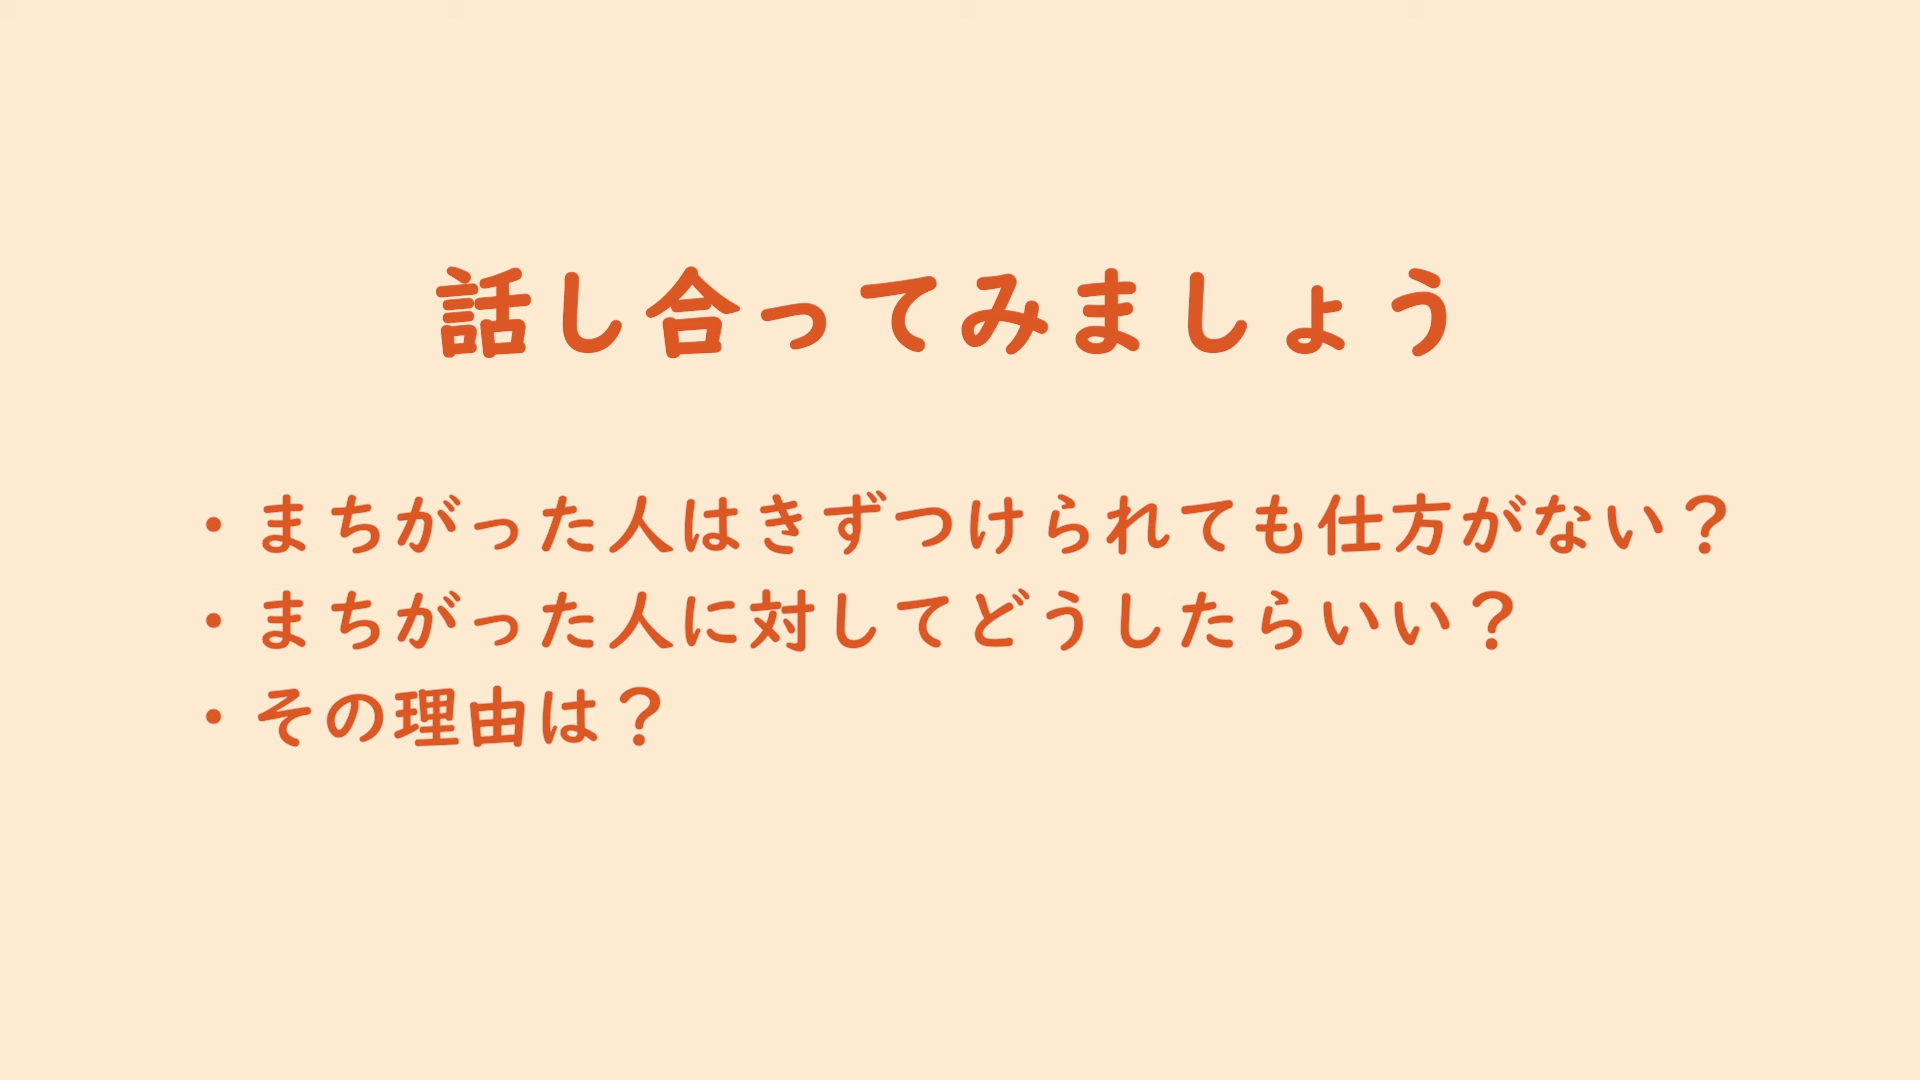 話し合ってみましょう
・まちがった人はきずつけられても仕方がない？
・まちがった人に対してどうしたらいい？
・その理由は？